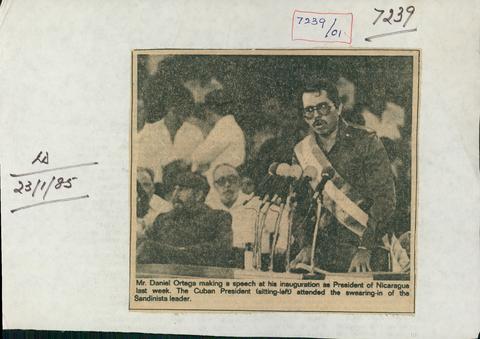 7239
7239
/01.
23/1/85
Mr. Daniel Ortega making a speech at his inauguration as President of Nicaragua
last week. The Cuban President (sitting-left) attended the swearing-in of the
Sandinista leader.